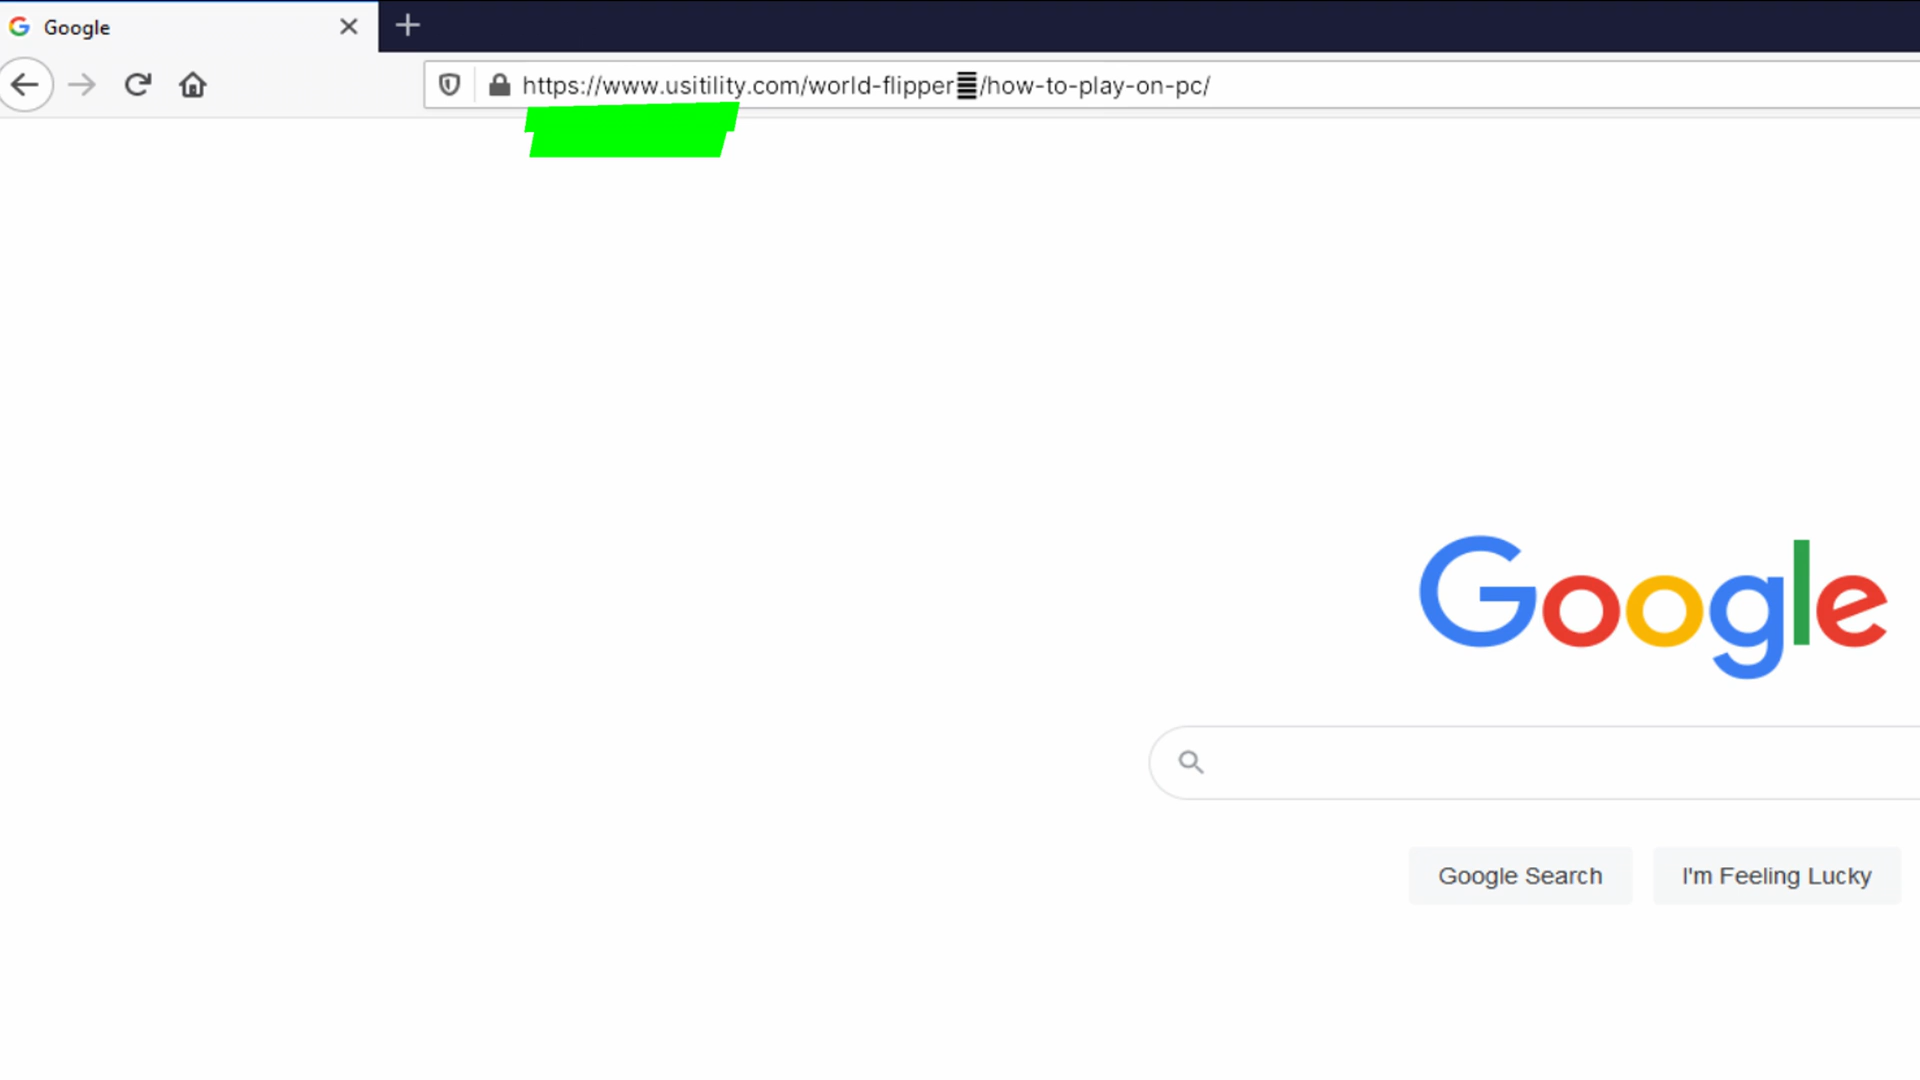 Google
https://www.usitility.com/world-flipper/how-to-play-on-pc/
Google
Google Search
I'm Feeling Lucky